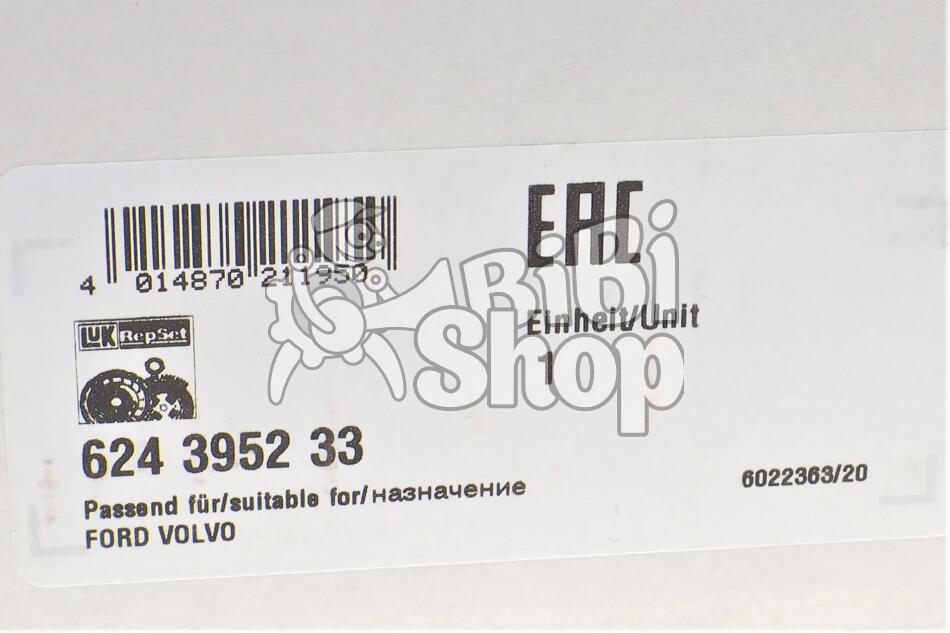 4 014870 211950
EAC
RiBi
Shop
Einheit/Unit
1
LUK RepSet
624 3952 33
Passend für/suitable for/назначение
FORD VOLVO
6022363/20